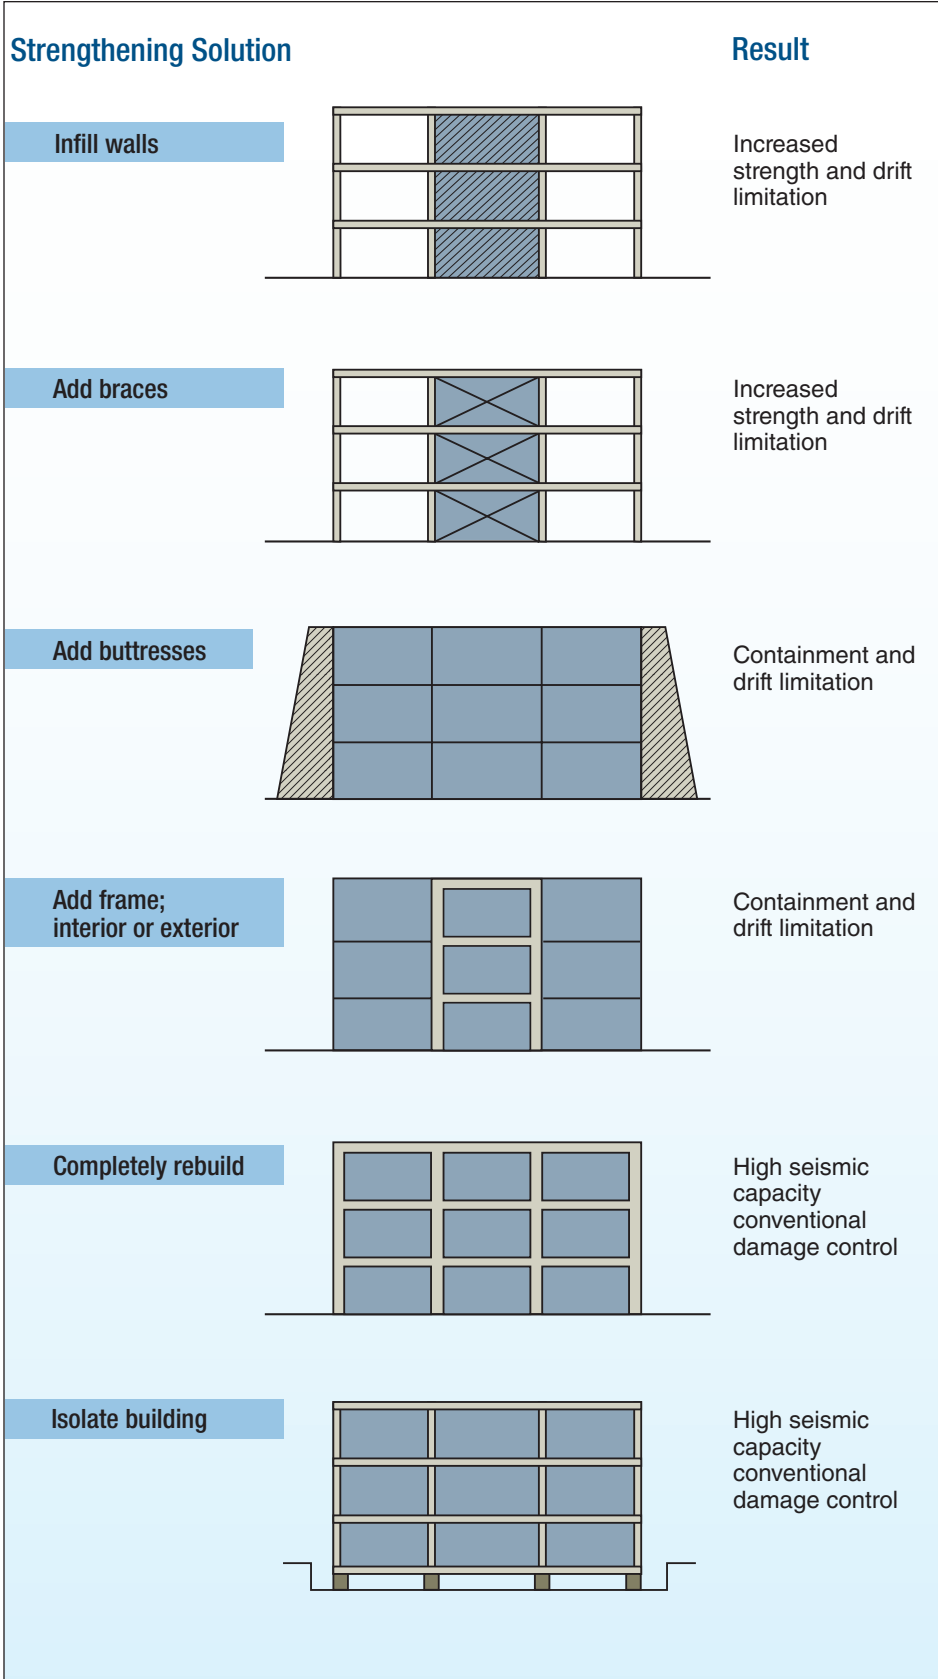 Strengthening Solution
Result
Infill walls
Increased
strength and drift
limitation
Add braces
Increased
strength and drift
limitation
Add buttresses
Containment and
drift limitation
Add frame;
interior or exterior
Containment and
drift limitation
Completely rebuild
High seismic
capacity
conventional
damage control
Isolate building
High seismic
capacity
conventional
damage control